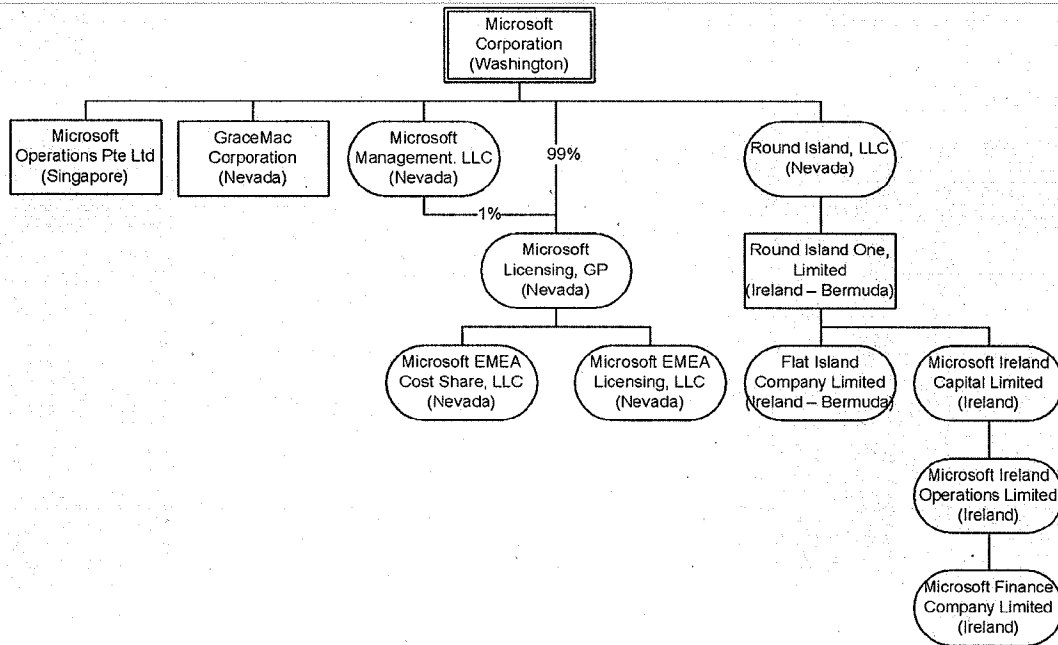 Microsoft
Corporation
(Washington)
Microsoft
Operations Pte Ltd
(Singapore)
GraceMac
Corporation
(Nevada)
Microsoft
Management. LLC
(Nevada)
99%
Round Island, LLC
(Nevada)
1%
Microsoft
Licensing, GP
(Nevada)
Round Island One,
Limited
(Ireland – Bermuda)
Microsoft EMEA
Cost Share, LLC
(Nevada)
Microsoft EMEA
Licensing, LLC
(Nevada)
Flat Island
Company Limited
(Ireland – Bermuda)
Microsoft Ireland
Capital Limited
(Ireland)
Microsoft Ireland
Operations Limited
(Ireland)
Microsoft Finance
Company Limited
(Ireland)